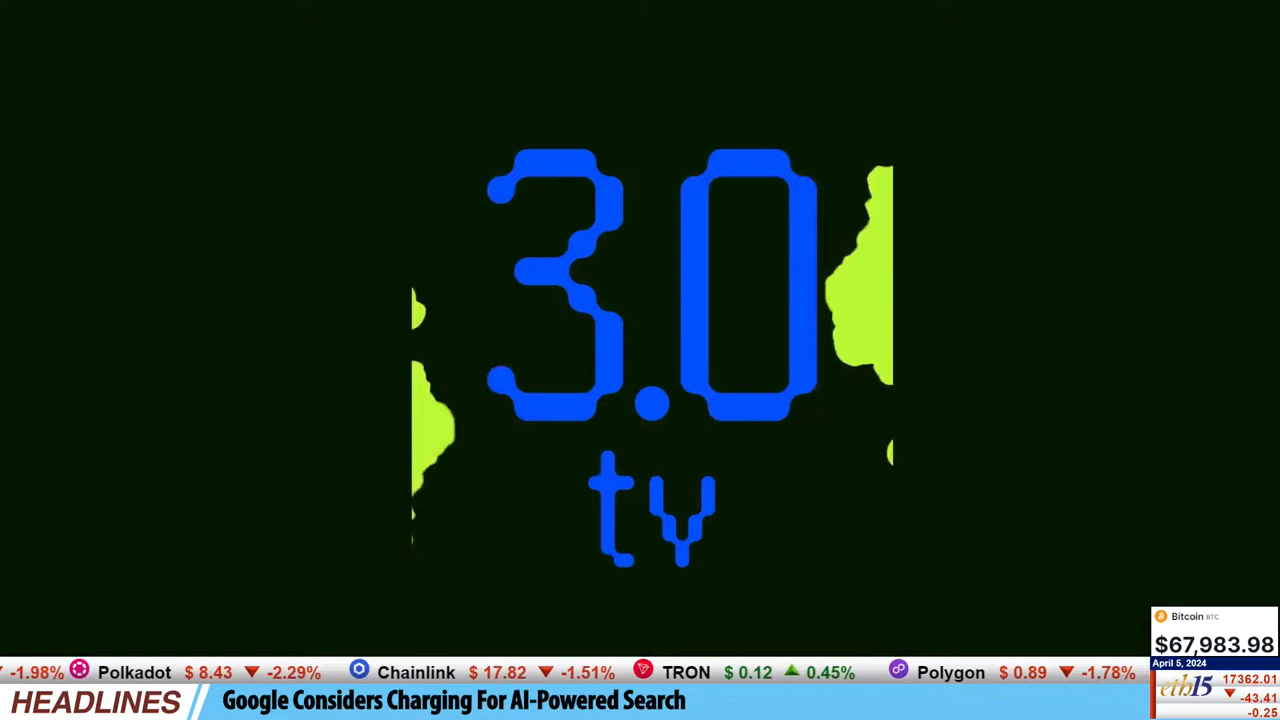 3.0
tv
Bitcoin BTC
$67,983.98
April 5, 2024
-1.98% Polkadot $ 8.43 -2.29% Chainlink $ 17.82 -1.51% TRON $ 0.12 0.45% Polygon $ 0.89 -1.78%
eth15 17362.01
-43.41
-0.25
HEADLINES Google Considers Charging For AI-Powered Search